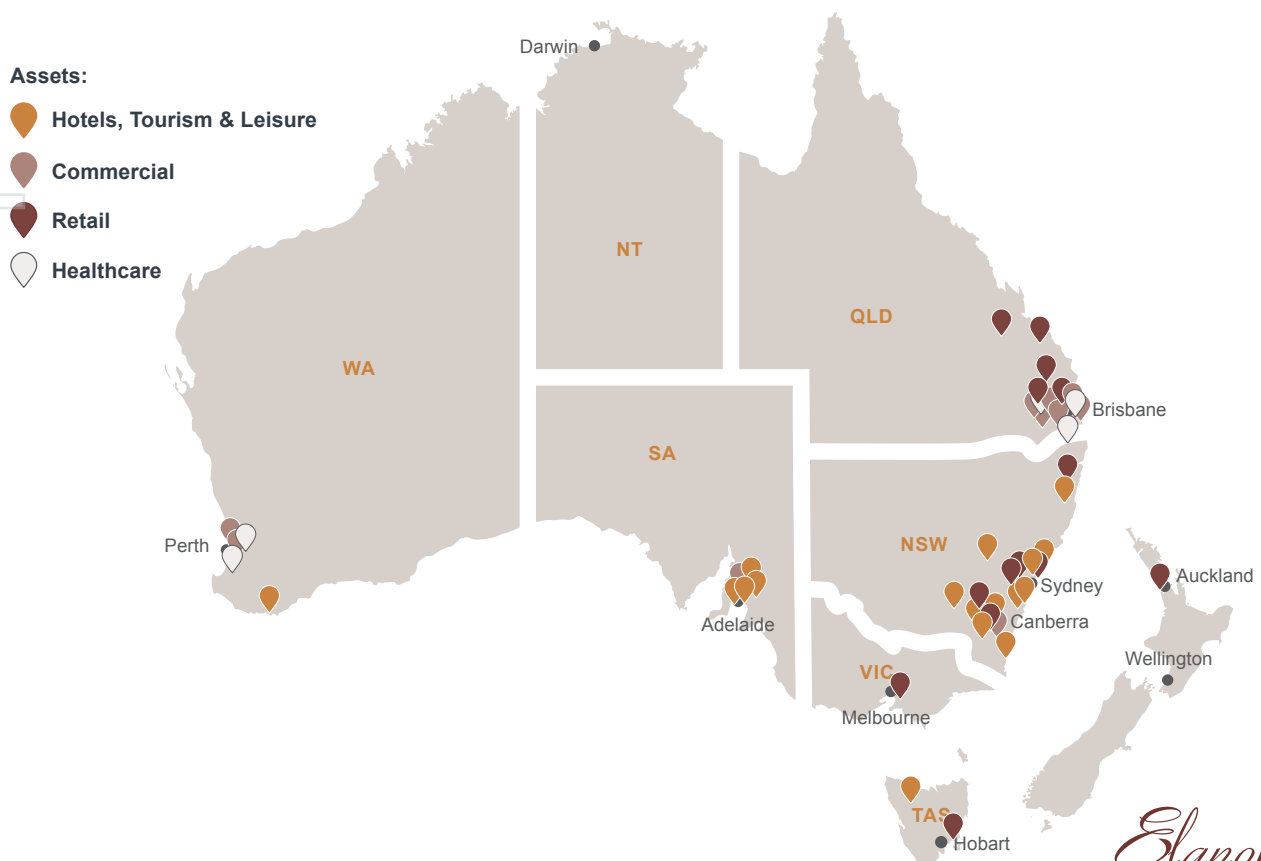 Darwin
Assets:
Hotels, Tourism & Leisure
Commercial
Retail
Healthcare
NT
QLD
WA
Brisbane
SA
Perth
NSW
Auckland
Sydney
Canberra
Adelaide
Wellington
VIC
Melbourne
TAS
Hobart